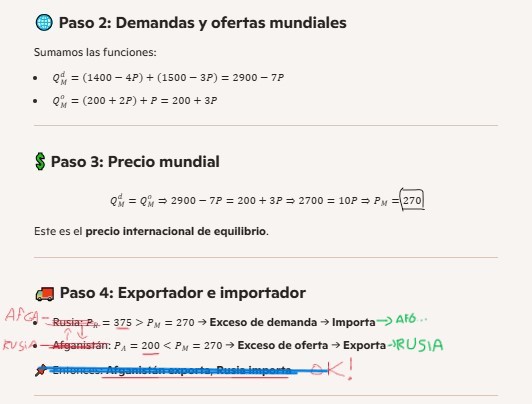 Paso 2: Demandas y ofertas mundiales
Sumamos las funciones:
• Q_M^d = (1400 − 4P) + (1500 − 3P) = 2900 − 7P
• Q_M^o = (200 + 2P) + P = 200 + 3P
Paso 3: Precio mundial
Q_M^d = Q_M^o ⇒ 2900 − 7P = 200 + 3P ⇒ 2700 = 10P ⇒ P_M = 270
Este es el precio internacional de equilibrio.
Paso 4: Exportador e importador
AFGA-
• Rusia: P_R = 375 > P_M = 270 → Exceso de demanda → Importa → AFG..
RUSIA
• Afganistán: P_A = 200 < P_M = 270 → Exceso de oferta → Exporta → RUSIA
Entonces: Afganistán exporta, Rusia importa. OK!